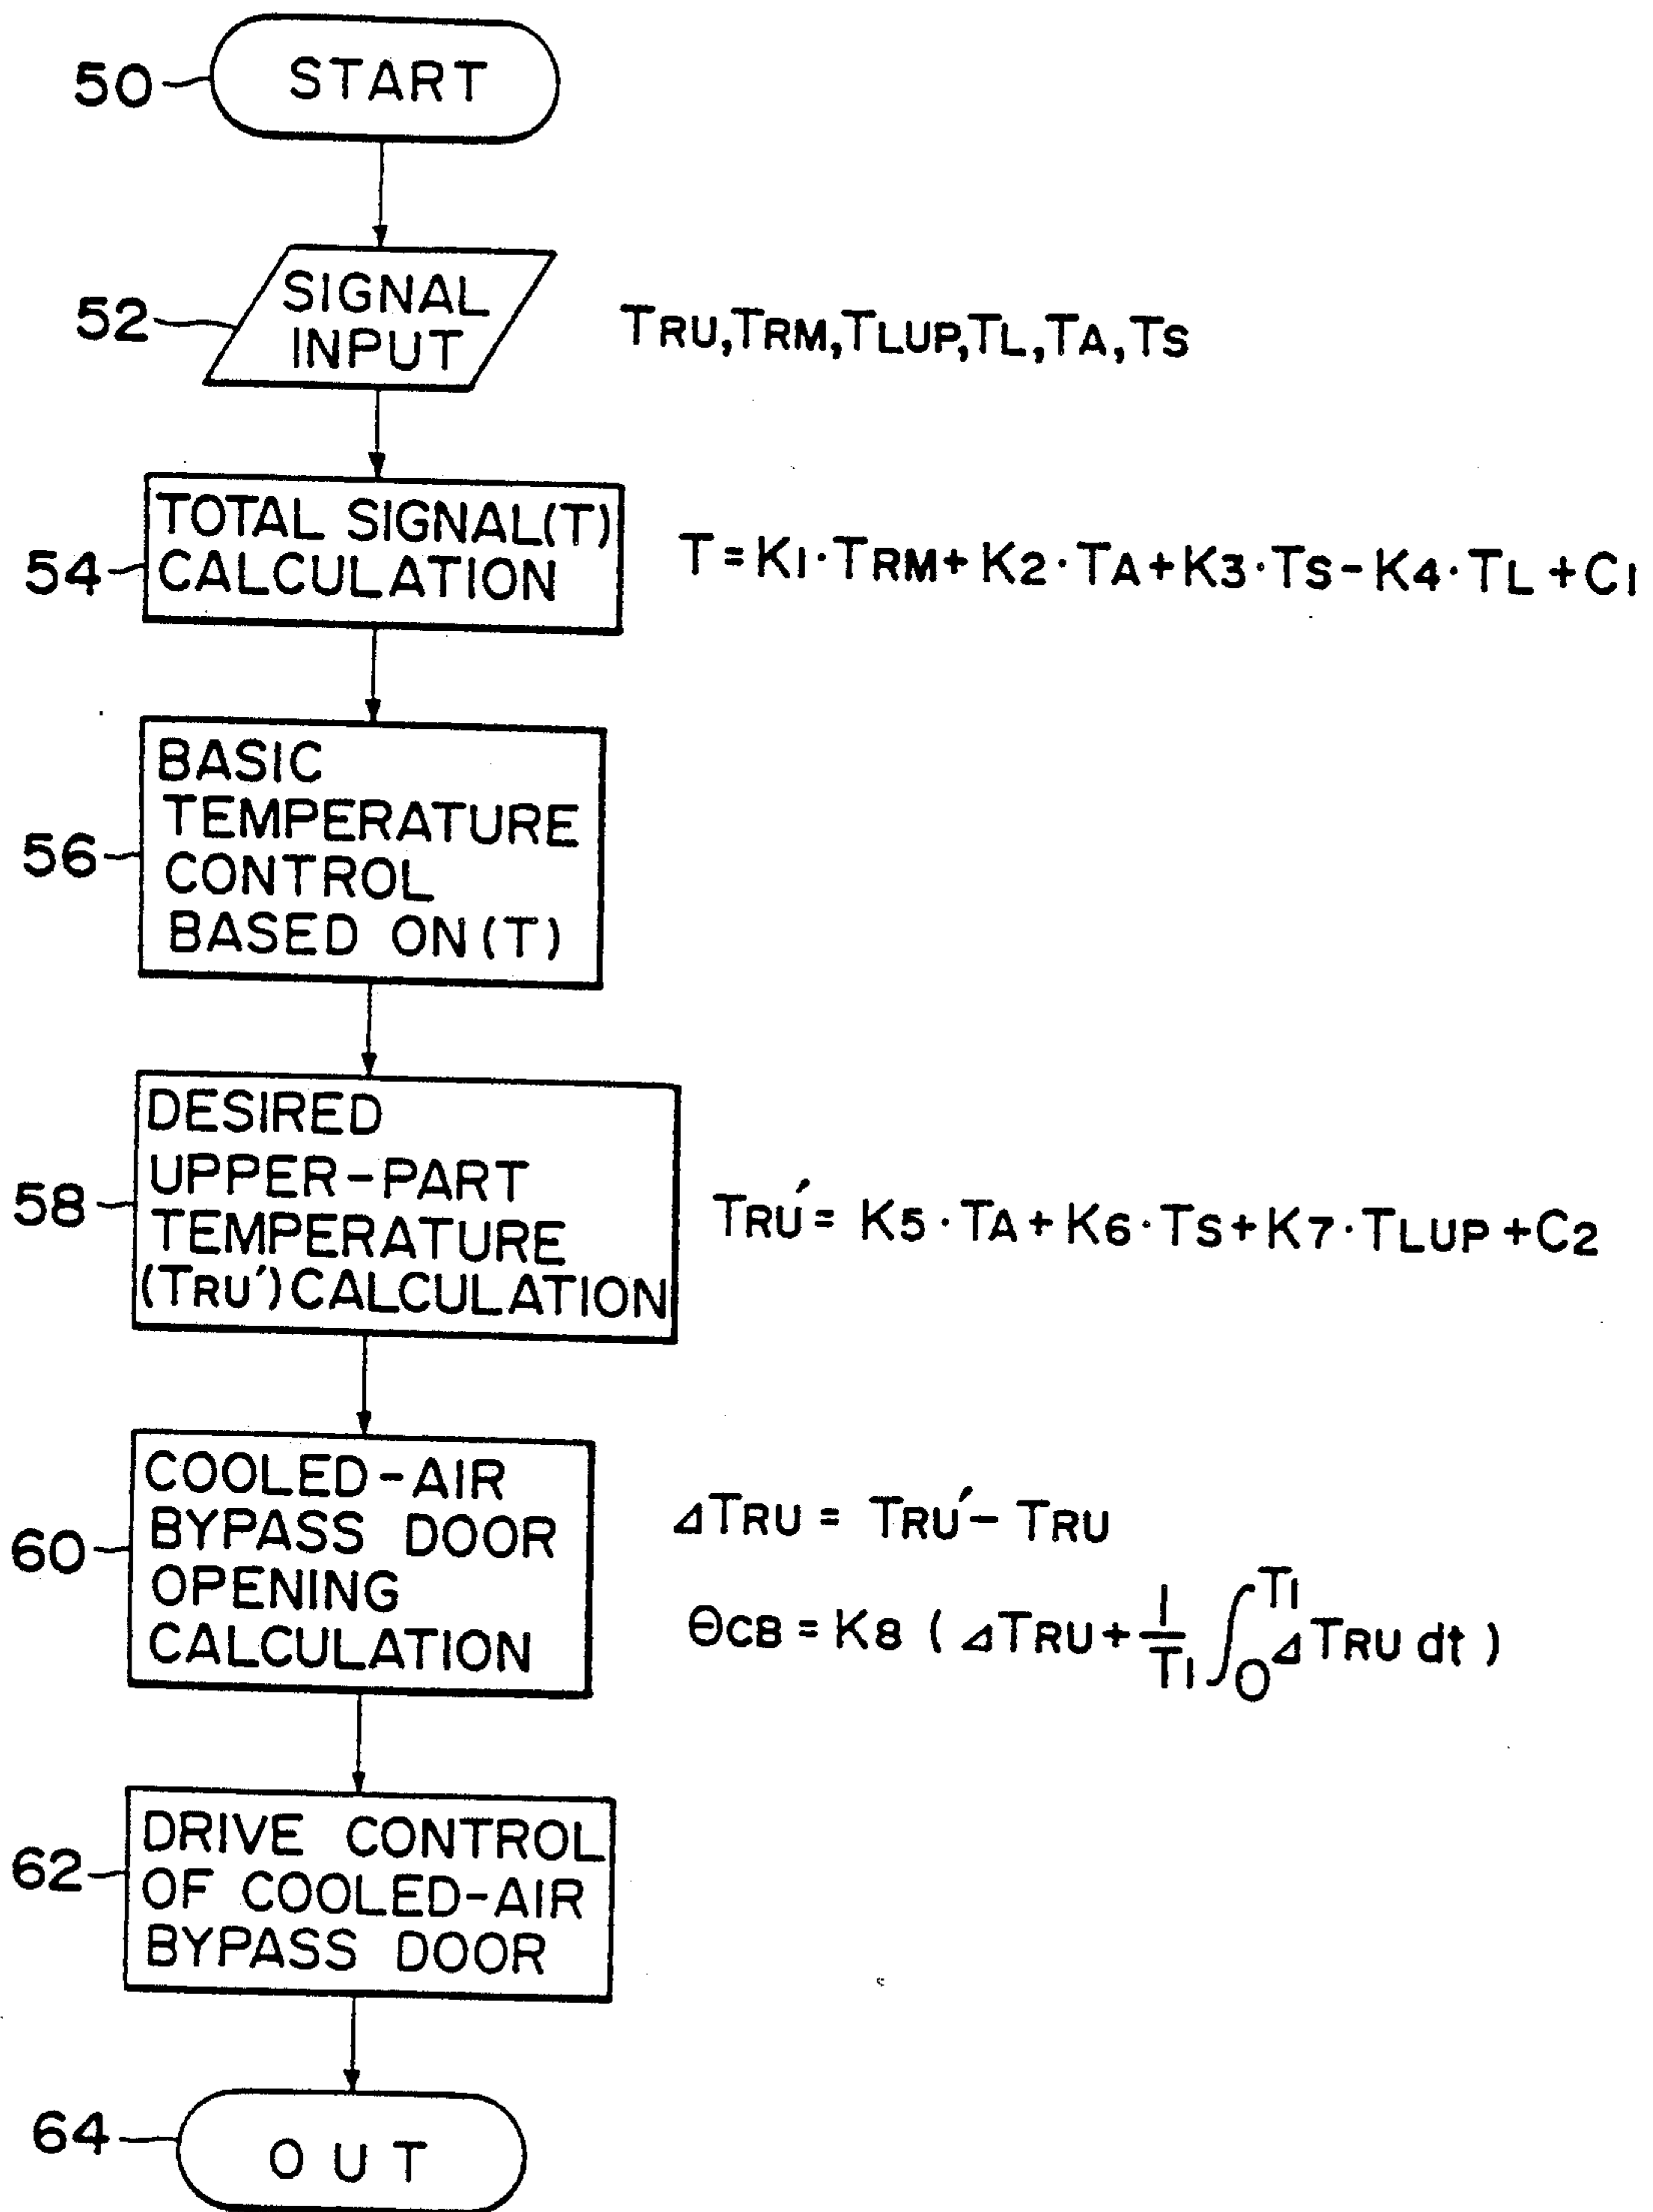 50
START
52
SIGNAL
INPUT
TRU, TRM, TLUP, TL, TA, TS
54
TOTAL SIGNAL(T)
CALCULATION
T = K1·TRM + K2·TA + K3·TS - K4·TL + C1
56
BASIC
TEMPERATURE
CONTROL
BASED ON (T)
58
DESIRED
UPPER-PART
TEMPERATURE
(TRU′) CALCULATION
TRU′ = K5·TA + K6·TS + K7·TLUP + C2
60
COOLED-AIR
BYPASS DOOR
OPENING
CALCULATION
⊿TRU = TRU′ - TRU
θCB = K8 ( ⊿TRU + 1/T1 ∫0 T1 ⊿TRU dt )
62
DRIVE CONTROL
OF COOLED-AIR
BYPASS DOOR
64
OUT